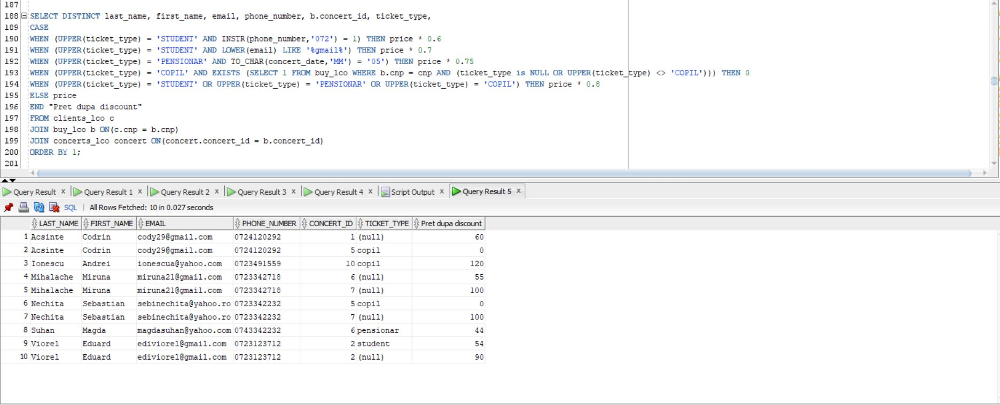 187
188 SELECT DISTINCT last_name, first_name, email, phone_number, b.concert_id, ticket_type,
189 CASE
190 WHEN (UPPER(ticket_type) = 'STUDENT' AND INSTR(phone_number,'072') = 1) THEN price * 0.6
191 WHEN (UPPER(ticket_type) = 'STUDENT' AND LOWER(email) LIKE '%gmail%') THEN price * 0.7
192 WHEN (UPPER(ticket_type) = 'PENSIONAR' AND TO_CHAR(concert_date,'MM') = '05') THEN price * 0.75
193 WHEN (UPPER(ticket_type) = 'COPIL' AND EXISTS (SELECT 1 FROM buy_lco WHERE b.cnp = cnp AND (ticket_type is NULL OR UPPER(ticket_type) <> 'COPIL'))) THEN 0
194 WHEN (UPPER(ticket_type) = 'STUDENT' OR UPPER(ticket_type) = 'PENSIONAR' OR UPPER(ticket_type) = 'COPIL') THEN price * 0.8
195 ELSE price
196 END "Pret dupa discount"
197 FROM clients_lco c
198 JOIN buy_lco b ON(c.cnp = b.cnp)
199 JOIN concerts_lco concert ON(concert.concert_id = b.concert_id)
200 ORDER BY 1;
201
Query Result x Query Result 1 x Query Result 2 x Query Result 3 x Query Result 4 x Script Output x Query Result 5 x
SQL | All Rows Fetched: 10 in 0.027 seconds
LAST_NAME FIRST_NAME EMAIL PHONE_NUMBER CONCERT_ID TICKET_TYPE Pret dupa discount
1 Acsinte Codrin cody29@gmail.com 0724120292 1 (null) 60
2 Acsinte Codrin cody29@gmail.com 0724120292 5 copil 0
3 Ionescu Andrei ionescua@yahoo.com 0723491559 10 copil 120
4 Mihalache Miruna miruna21@gmail.com 0723342718 6 (null) 55
5 Mihalache Miruna miruna21@gmail.com 0723342718 7 (null) 100
6 Nechita Sebastian sebinechita@yahoo.ro 0723342232 5 copil 0
7 Nechita Sebastian sebinechita@yahoo.ro 0723342232 7 (null) 100
8 Suhan Magda magdasuhan@yahoo.com 0743342232 6 pensionar 44
9 Viorel Eduard ediviorel@gmail.com 0723123712 2 student 54
10 Viorel Eduard ediviorel@gmail.com 0723123712 2 (null) 90